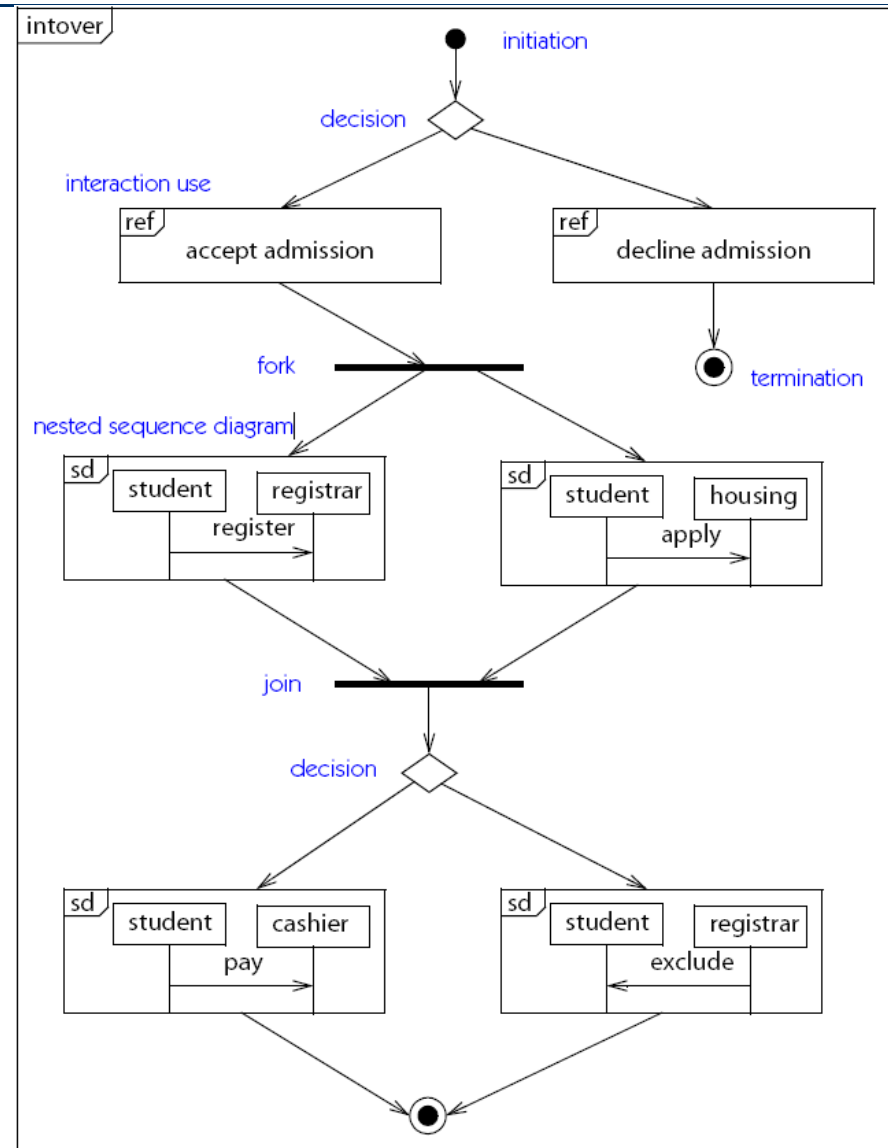 intover
initiation
decision
interaction use
ref
accept admission
ref
decline admission
fork
termination
nested sequence diagram
sd
student
registrar
register
sd
student
housing
apply
join
decision
sd
student
cashier
pay
sd
student
registrar
exclude